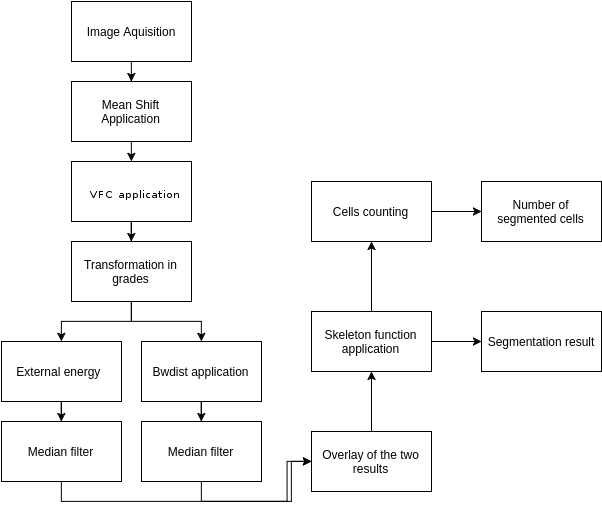 Image Aquisition
Mean Shift
Application
VFC application
Transformation in
grades
External energy
Bwdist application
Median filter
Median filter
Overlay of the two
results
Skeleton function
application
Segmentation result
Cells counting
Number of
segmented cells